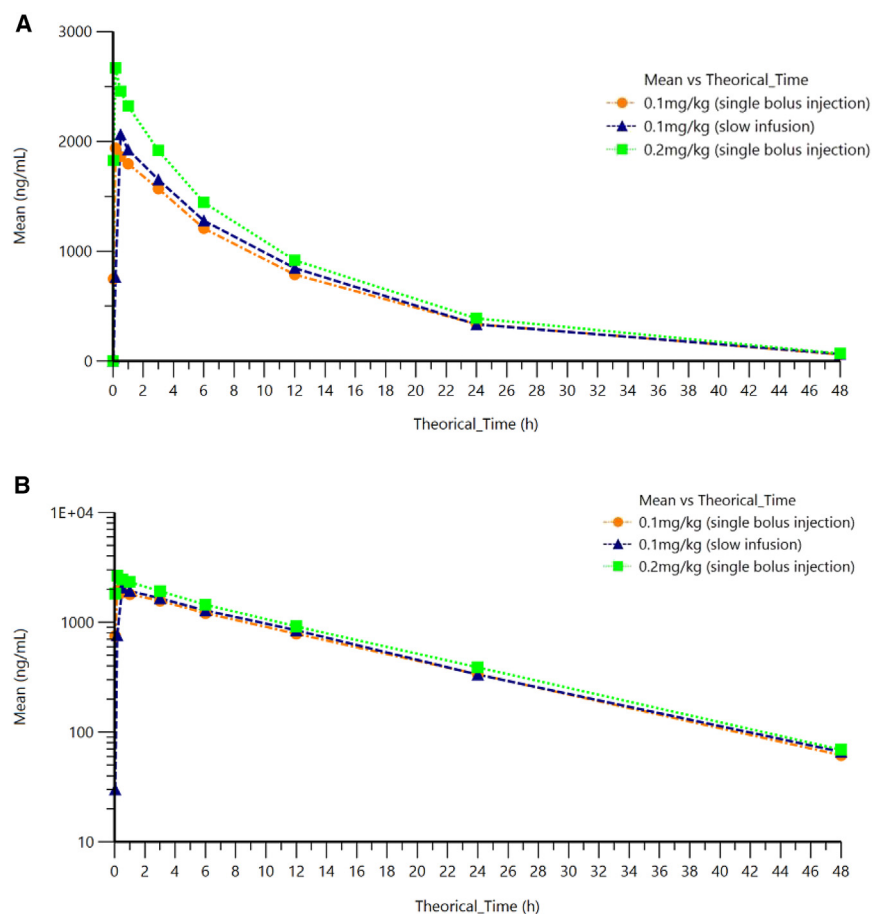 A
3000
2000
1000
0
Mean (ng/mL)
Mean vs Theorical_Time
0.1mg/kg (single bolus injection)
0.1mg/kg (slow infusion)
0.2mg/kg (single bolus injection)
0 2 4 6 8 10 12 14 16 18 20 22 24 26 28 30 32 34 36 38 40 42 44 46 48
Theorical_Time (h)
B
1E+04
1000
100
10
Mean (ng/mL)
Mean vs Theorical_Time
0.1mg/kg (single bolus injection)
0.1mg/kg (slow infusion)
0.2mg/kg (single bolus injection)
0 2 4 6 8 10 12 14 16 18 20 22 24 26 28 30 32 34 36 38 40 42 44 46 48
Theorical_Time (h)